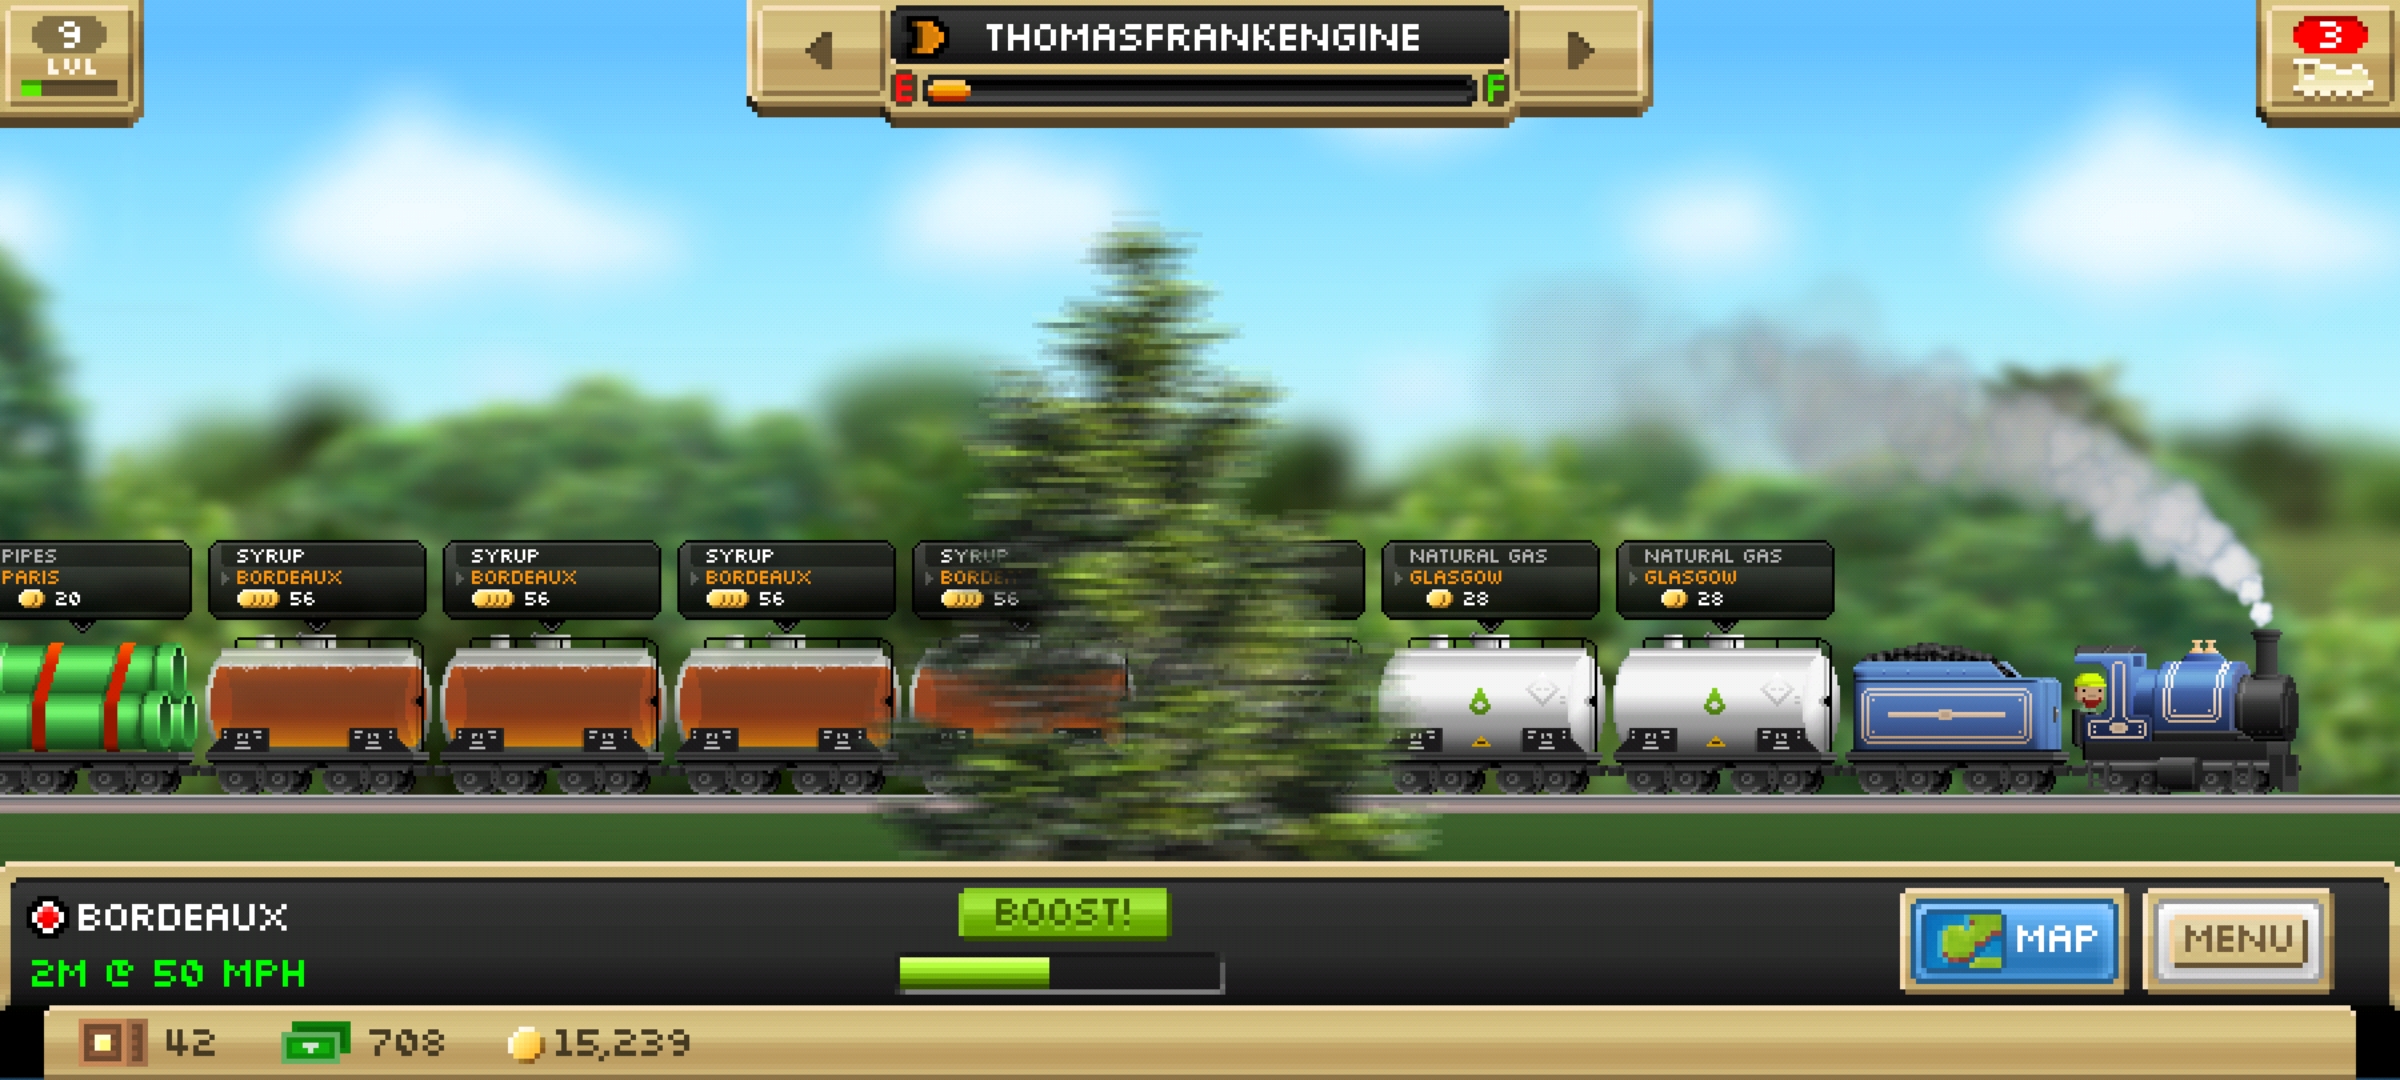 9
LVL
THOMASFRANKENGINE
E F
3
PIPES
PARIS
20
SYRUP
BORDEAUX
56
SYRUP
BORDEAUX
56
SYRUP
BORDEAUX
56
SYRUP
56
NATURAL GAS
GLASGOW
28
NATURAL GAS
GLASGOW
28
BORDEAUX
2M @ 50 MPH
BOOST!
MAP
MENU
42
708
15,239